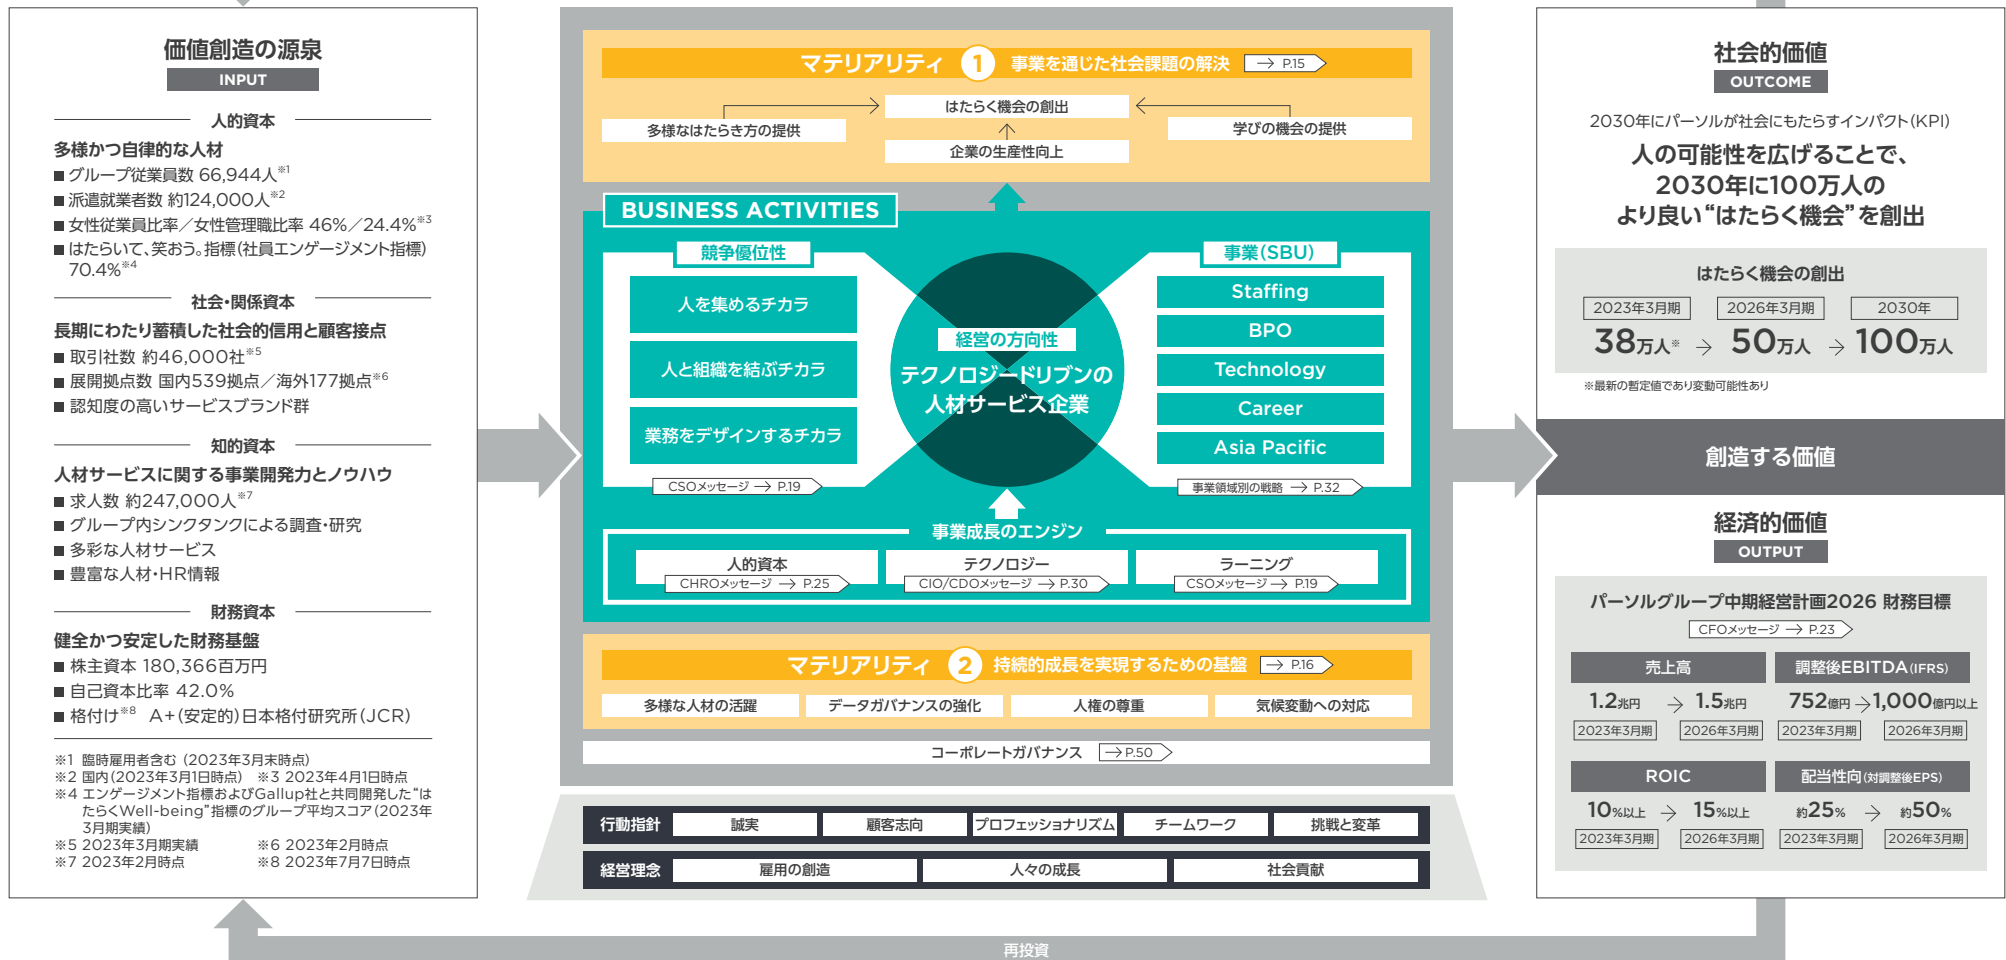 価値創造の源泉
INPUT
人的資本
多様かつ自律的な人材
■ グループ従業員数 66,944人※1
■ 派遣就業者数 約124,000人※2
■ 女性従業員比率／女性管理職比率 46%／24.4%※3
■ はたらいて、笑おう。指標（社員エンゲージメント指標）
70.4%※4
社会・関係資本
長期にわたり蓄積した社会的信用と顧客接点
■ 取引社数 約46,000社※5
■ 展開拠点数 国内539拠点／海外177拠点※6
■ 認知度の高いサービスブランド群
知的資本
人材サービスに関する事業開発力とノウハウ
■ 求人数 約247,000人※7
■ グループ内シンクタンクによる調査・研究
■ 多彩な人材サービス
■ 豊富な人材・HR情報
財務資本
健全かつ安定した財務基盤
■ 株主資本 180,366百万円
■ 自己資本比率 42.0%
■ 格付け※8 A+（安定的）日本格付研究所（JCR）
※1 臨時雇用者含む（2023年3月末時点）
※2 国内（2023年3月1日時点） ※3 2023年4月1日時点
※4 エンゲージメント指標およびGallup社と共同開発した“は
たらくWell-being”指標のグループ平均スコア（2023年
3月期実績）
※5 2023年3月期実績 ※6 2023年2月時点
※7 2023年2月時点 ※8 2023年7月7日時点
マテリアリティ 1 事業を通じた社会課題の解決 → P.15
はたらく機会の創出
多様なはたらき方の提供
学びの機会の提供
企業の生産性向上
BUSINESS ACTIVITIES
競争優位性
人を集めるチカラ
人と組織を結ぶチカラ
業務をデザインするチカラ
CSOメッセージ → P.19
経営の方向性
テクノロジードリブンの
人材サービス企業
事業（SBU）
Staffing
BPO
Technology
Career
Asia Pacific
事業領域別の戦略 → P.32
事業成長のエンジン
人的資本
CHROメッセージ → P.25
テクノロジー
CIO/CDOメッセージ → P.30
ラーニング
CSOメッセージ → P.19
マテリアリティ 2 持続的成長を実現するための基盤 → P.16
多様な人材の活躍 データガバナンスの強化 人権の尊重 気候変動への対応
コーポレートガバナンス → P.50
行動指針 誠実 顧客志向 プロフェッショナリズム チームワーク 挑戦と変革
経営理念 雇用の創造 人々の成長 社会貢献
社会的価値
OUTCOME
2030年にパーソルが社会にもたらすインパクト（KPI）
人の可能性を広げることで、
2030年に100万人の
より良い“はたらく機会”を創出
はたらく機会の創出
2023年3月期 2026年3月期 2030年
38万人※ → 50万人 → 100万人
※最新の暫定値であり変動可能性あり
創造する価値
経済的価値
OUTPUT
パーソルグループ中期経営計画2026 財務目標
CFOメッセージ → P.23
売上高 調整後EBITDA（IFRS）
1.2兆円 → 1.5兆円 752億円 → 1,000億円以上
2023年3月期 2026年3月期 2023年3月期 2026年3月期
ROIC 配当性向（対調整後EPS）
10%以上 → 15%以上 約25% → 約50%
2023年3月期 2026年3月期 2023年3月期 2026年3月期
再投資